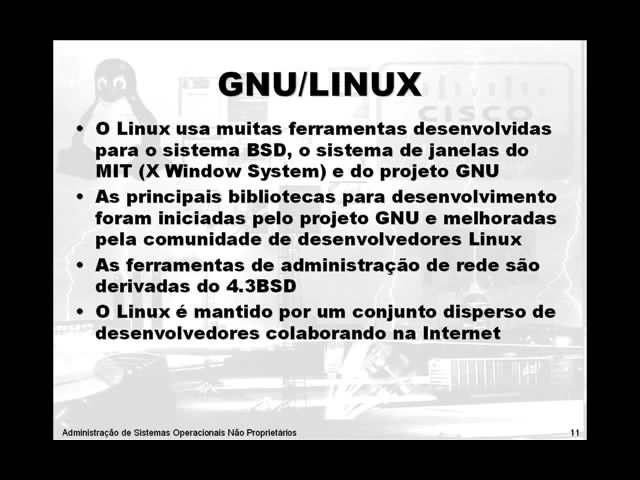 GNU/LINUX
CISCO
• O Linux usa muitas ferramentas desenvolvidas
para o sistema BSD, o sistema de janelas do
MIT (X Window System) e do projeto GNU
• As principais bibliotecas para desenvolvimento
foram iniciadas pelo projeto GNU e melhoradas
pela comunidade de desenvolvedores Linux
• As ferramentas de administração de rede são
derivadas do 4.3BSD
• O Linux é mantido por um conjunto disperso de
desenvolvedores colaborando na Internet
Administração de Sistemas Operacionais Não Proprietários 11